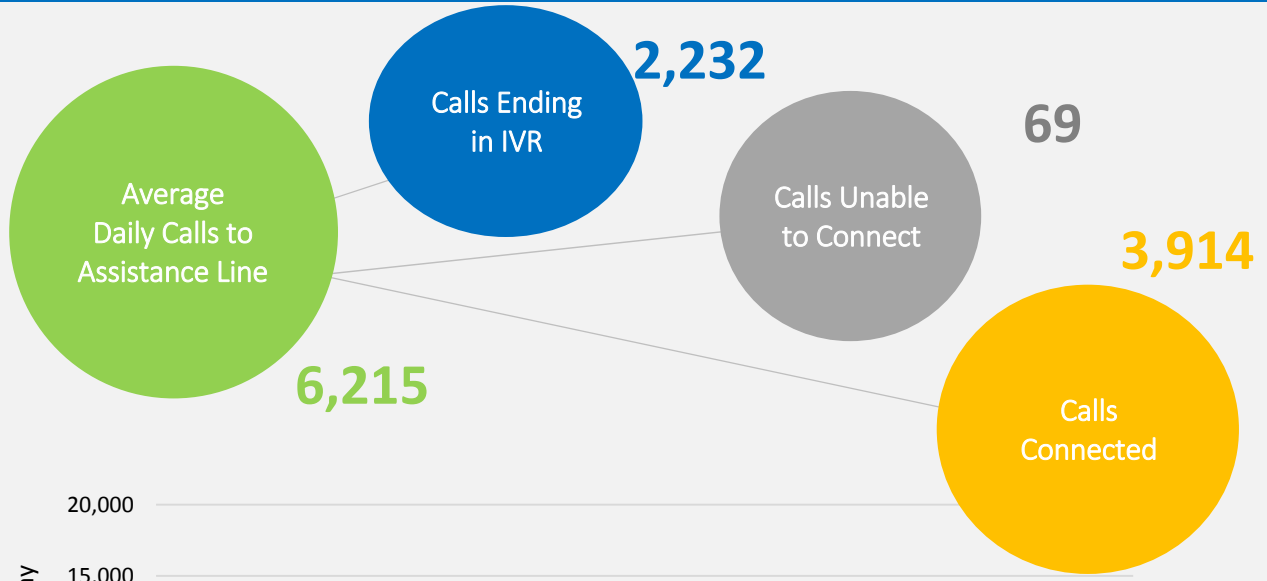 2,232
Calls Ending
in IVR
69
Average
Daily Calls to
Assistance Line
Calls Unable
to Connect
3,914
6,215
Calls
Connected
20,000
15,000